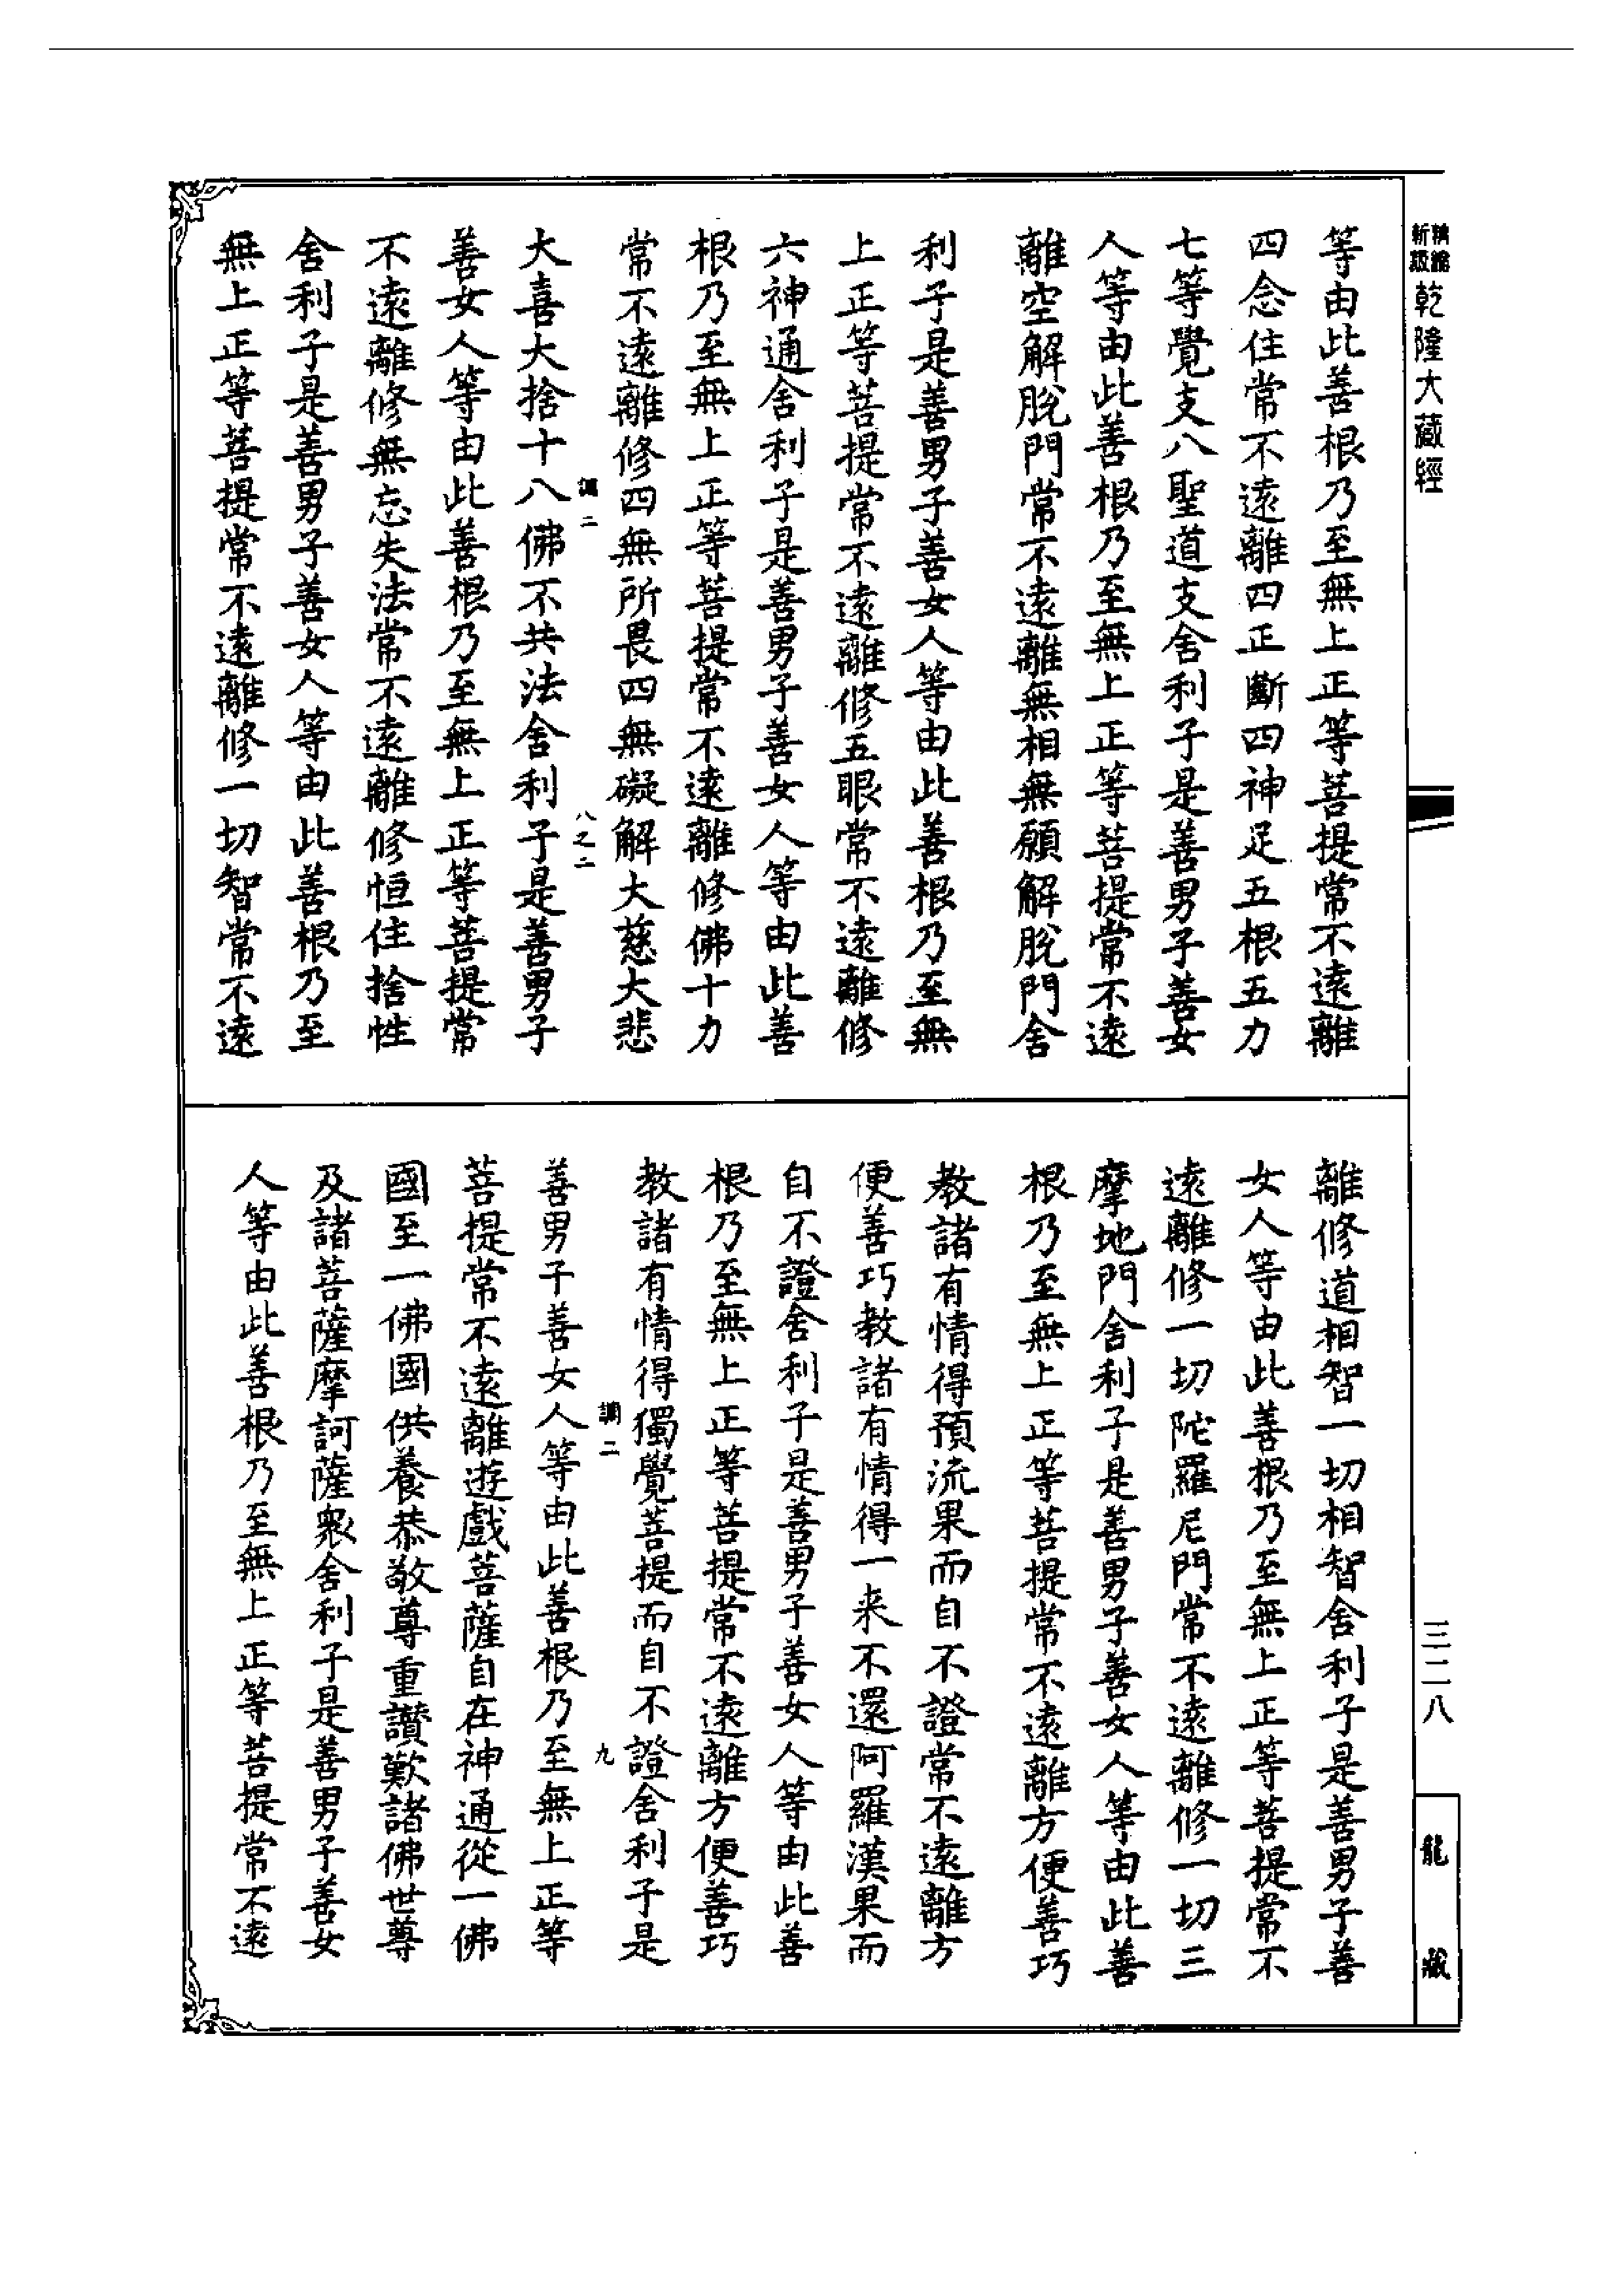 乾隆大藏經
等由此善根乃至無上正等菩提常不遠離
四念住常不遠離四正斷四神足五根五力
七等覺支八聖道支舍利子是善男子善女
人等由此善根乃至無上正等菩提常不遠
離空解脫門常不遠離無相無願解脫門舍
利子是善男子善女人等由此善根乃至無
上正等菩提常不遠離修五眼常不遠離修
六神通舍利子是善男子善女人等由此善
根乃至無上正等菩提常不遠離修佛十力
常不遠離修四無所畏四無礙解大慈大悲
調二
八之二
大喜大捨十八佛不共法舍利子是善男子
善女人等由此善根乃至無上正等菩提常
不遠離修無忘失法常不遠離修恒住捨性
舍利子是善男子善女人等由此善根乃至
無上正等菩提常不遠離修一切智常不遠
離修道相智一切相智舍利子是善男子善
女人等由此善根乃至無上正等菩提常不
遠離修一切陀羅尼門常不遠離修一切三
摩地門舍利子是善男子善女人等由此善
根乃至無上正等菩提常不遠離方便善巧
教諸有情得預流果而自不證常不遠離方
便善巧教諸有情得一来不還阿羅漢果而
自不證舍利子是善男子善女人等由此善
根乃至無上正等菩提常不遠離方便善巧
教諸有情得獨覺菩提而自不證舍利子是
調二
九
善男子善女人等由此善根乃至無上正等
菩提常不遠離遊戲菩薩自在神通從一佛
國至一佛國供養恭敬尊重讚歎諸佛世尊
及諸菩薩摩訶薩衆舍利子是善男子善女
人等由此善根乃至無上正等菩提常不遠
三二八
龍藏